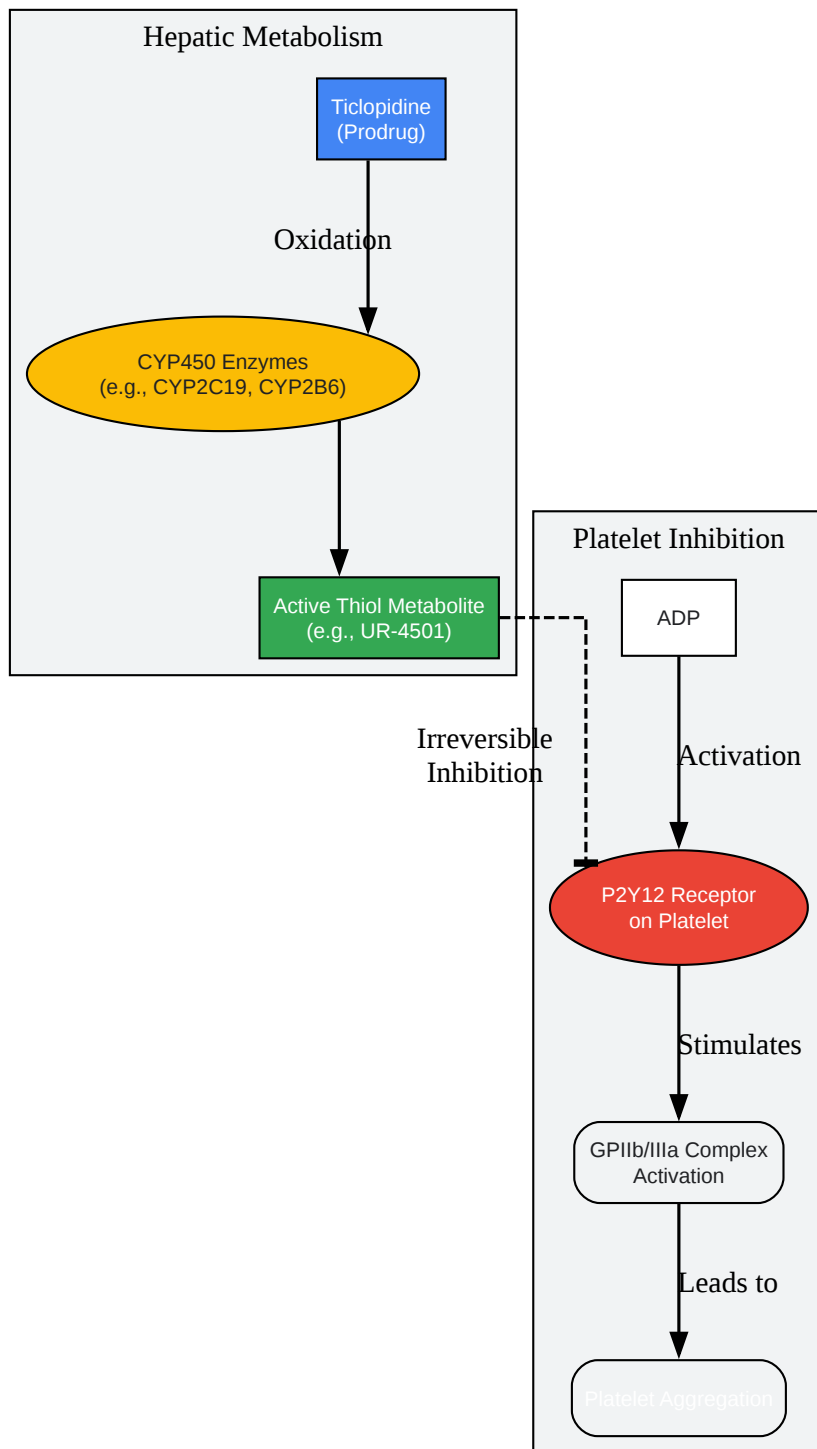 Hepatic Metabolism
Ticlopidine
(Prodrug)
Oxidation
CYP450 Enzymes
(e.g., CYP2C19, CYP2B6)
Active Thiol Metabolite
(e.g., UR-4501)
Irreversible
Inhibition
Platelet Inhibition
ADP
Activation
P2Y12 Receptor
on Platelet
Stimulates
GPIIb/IIIa Complex
Activation
Leads to
Platelet Aggregation